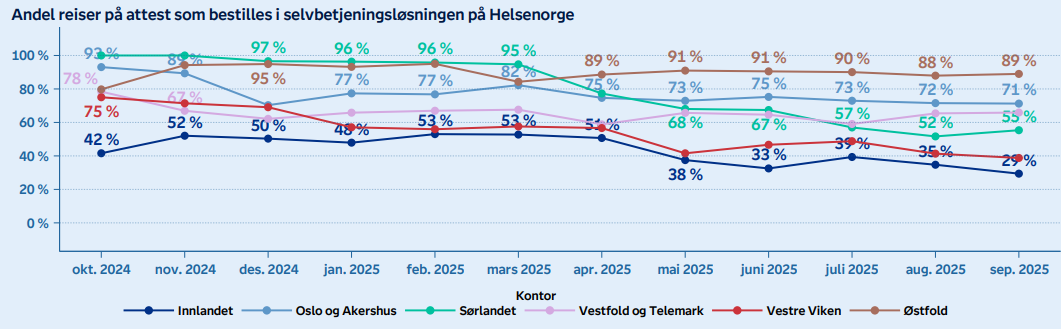 Andel reiser på attest som bestilles i selvbetjeningsløsningen på Helsenorge
97 % 96 % 96 % 95 %
93 % 89 % 82 % 89 % 91 % 91 % 90 % 88 % 89 %
100 %
78 % 95 % 77 % 77 % 75 % 73 % 75 % 73 % 72 % 71 %
80 %
75 % 67 % 68 % 67 % 57 % 52 % 55 %
60 %
42 % 52 % 50 % 48 % 53 % 53 % 51 % 38 % 33 % 39 % 35 % 29 %
40 %
20 %
0 %
okt. 2024 nov. 2024 des. 2024 jan. 2025 feb. 2025 mars 2025 apr. 2025 mai 2025 juni 2025 juli 2025 aug. 2025 sep. 2025
Kontor
Innlandet Oslo og Akershus Sørlandet Vestfold og Telemark Vestre Viken Østfold